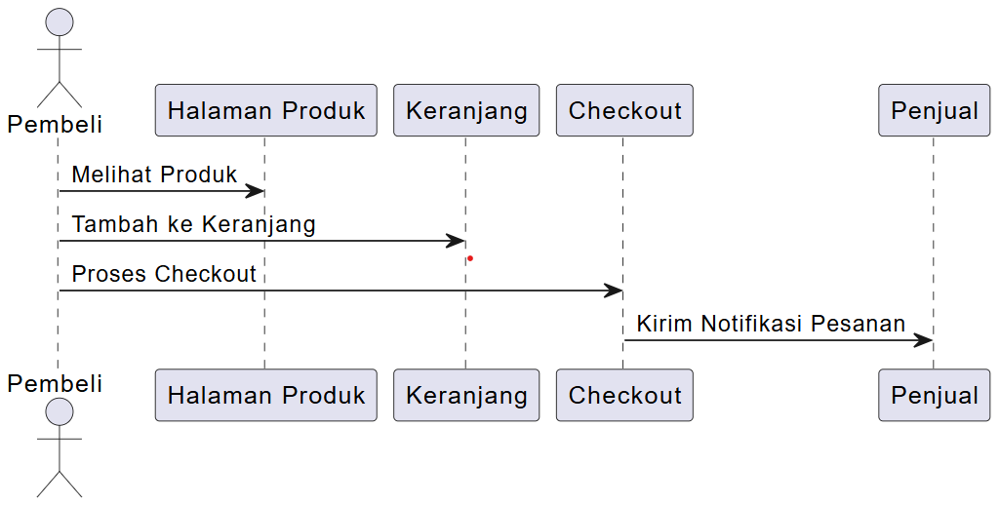 Pembeli
Halaman Produk
Keranjang
Checkout
Penjual
Melihat Produk
Tambah ke Keranjang
Proses Checkout
Kirim Notifikasi Pesanan
Pembeli
Halaman Produk
Keranjang
Checkout
Penjual